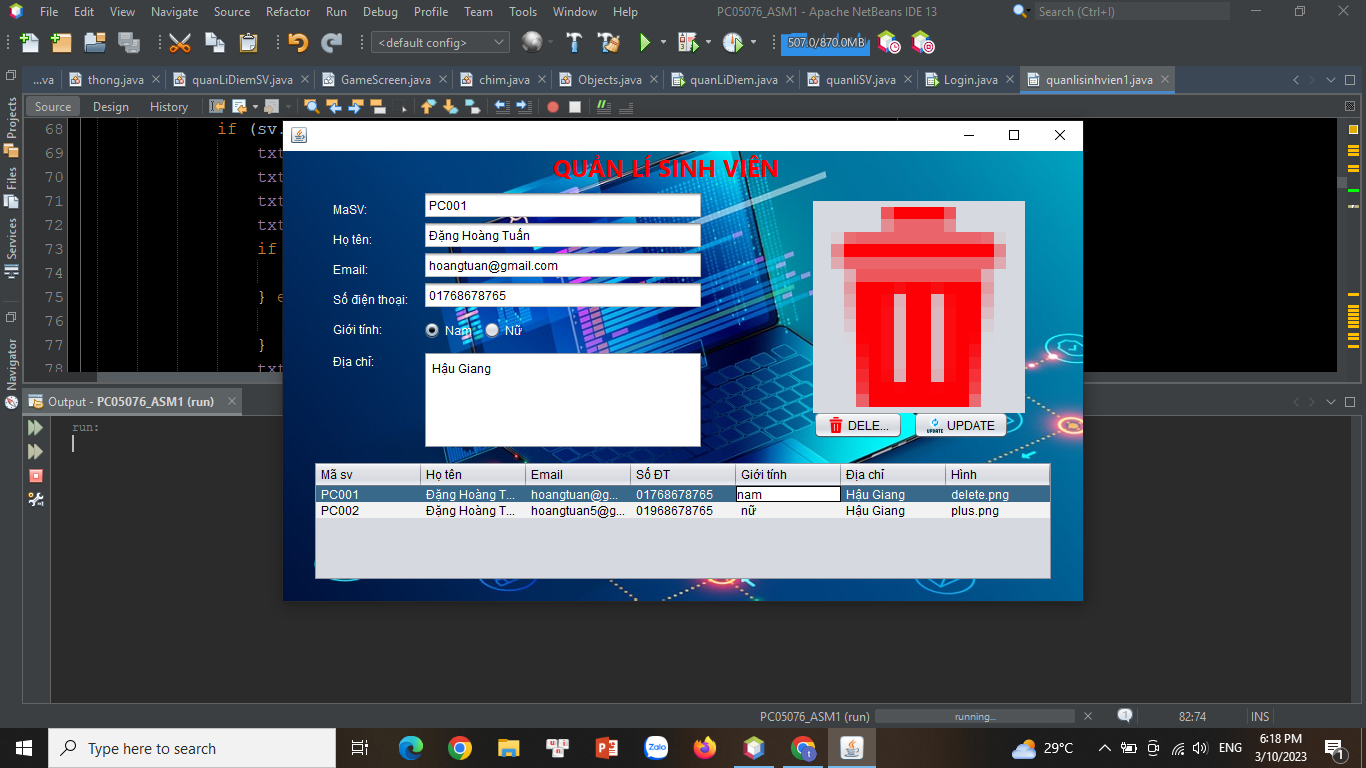 File Edit View Navigate Source Refactor Run Debug Profile Team Tools Window Help PC05076_ASM1 - Apache NetBeans IDE 13 Search (Ctrl+I)
<default config> 507.0/870.0MB
...va thong.java quanLiDiemSV.java GameScreen.java chim.java Objects.java quanLiDiem.java quanliSV.java Login.java quanlisinhvien1.java
Source Design History
Projects
Files
Services
Navigator
68 if (sv.
69 txt
70 txt
71 txt
72 txt
73 if
74
75 } e
76
77 }
78 txt
QUẢN LÍ SINH VIÊN
MaSV: PC001
Họ tên: Đặng Hoàng Tuấn
Email: hoangtuan@gmail.com
Số điện thoại: 01768678765
Giới tính: Nam Nữ
Địa chỉ: Hậu Giang
DELE... UPDATE UPDATE
Mã sv Họ tên Email Số ĐT Giới tính Địa chỉ Hình
PC001 Đặng Hoàng T... hoangtuan@g... 01768678765 nam Hậu Giang delete.png
PC002 Đặng Hoàng T... hoangtuan5@g... 01968678765 nữ Hậu Giang plus.png
Output - PC05076_ASM1 (run)
run:
PC05076_ASM1 (run) running... 1 82:74 INS
Type here to search Zalo t 29°C ENG 6:18 PM
3/10/2023 1